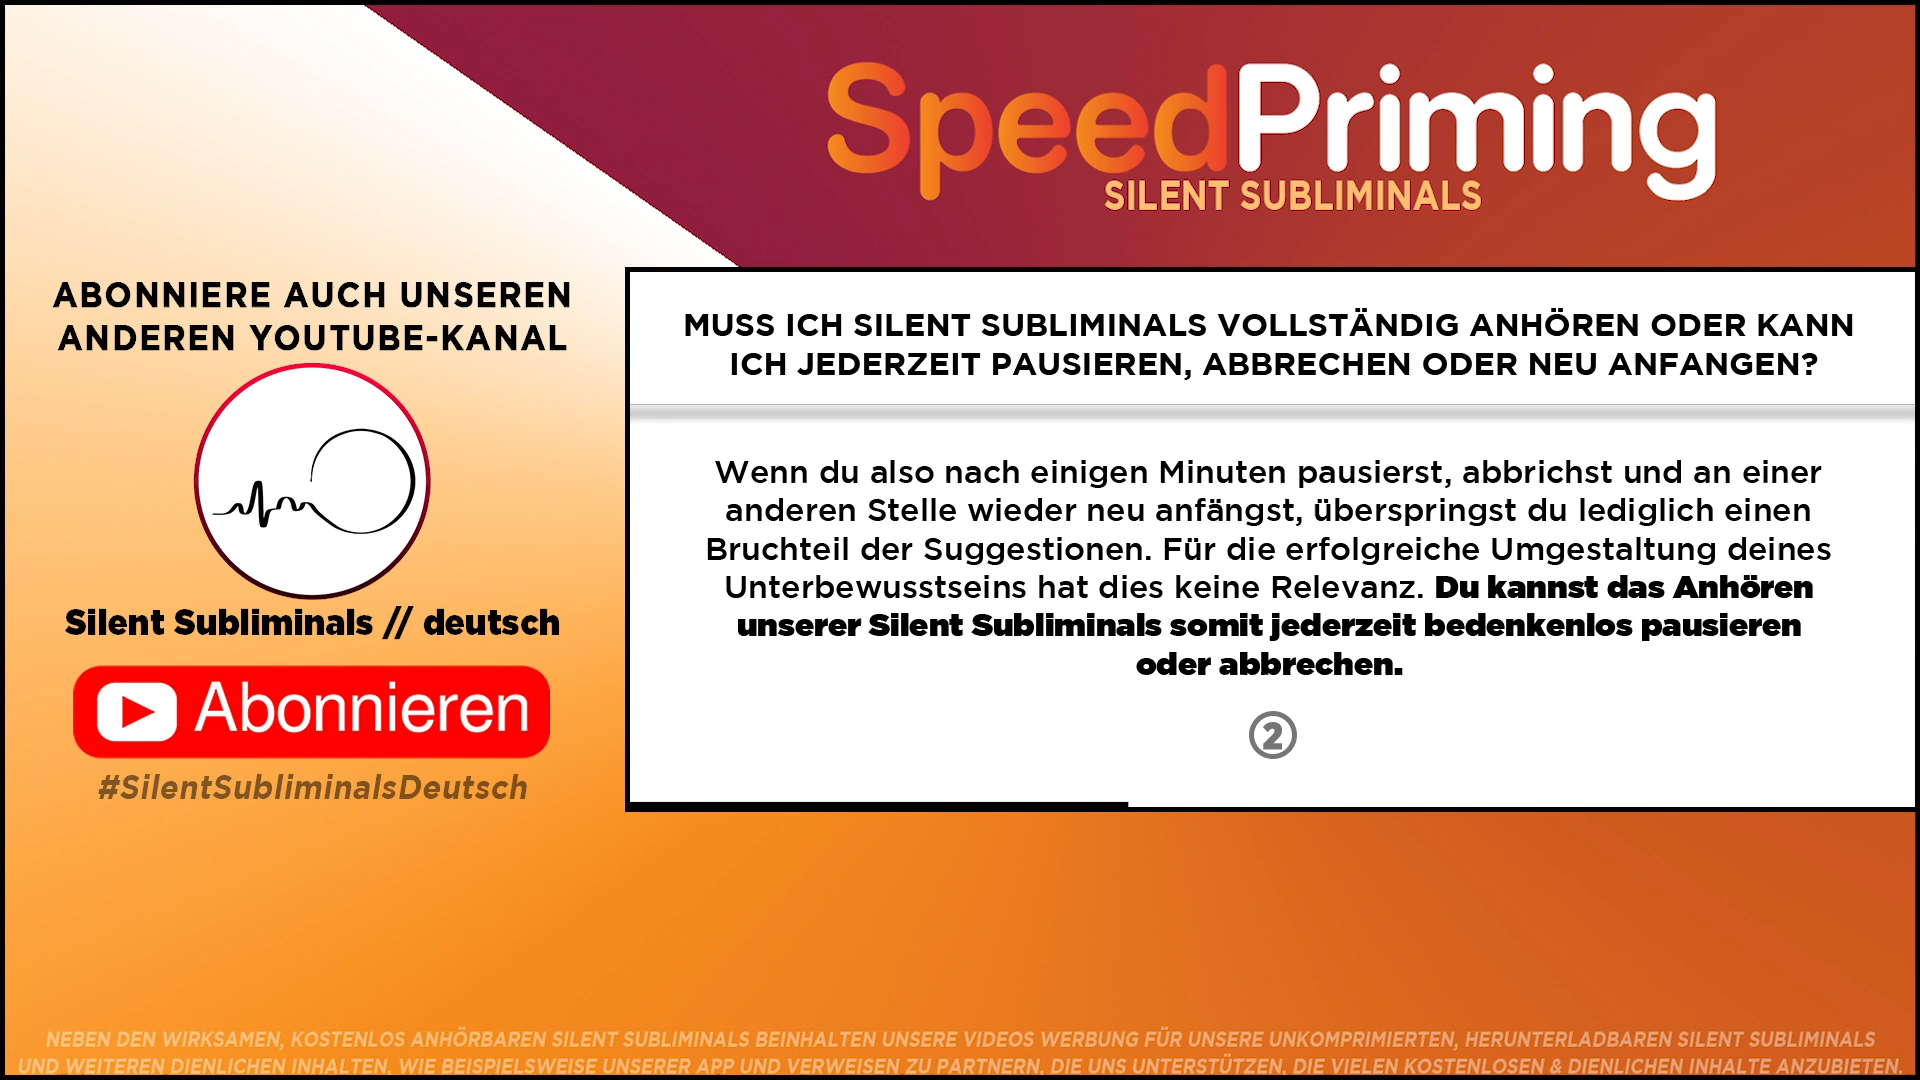 SpeedPriming
SILENT SUBLIMINALS
ABONNIERE AUCH UNSEREN
ANDEREN YOUTUBE-KANAL
Silent Subliminals // deutsch
Abonnieren
#SilentSubliminalsDeutsch
MUSS ICH SILENT SUBLIMINALS VOLLSTÄNDIG ANHÖREN ODER KANN
ICH JEDERZEIT PAUSIEREN, ABBRECHEN ODER NEU ANFANGEN?
Wenn du also nach einigen Minuten pausierst, abbrichst und an einer
anderen Stelle wieder neu anfängst, überspringst du lediglich einen
Bruchteil der Suggestionen. Für die erfolgreiche Umgestaltung deines
Unterbewusstseins hat dies keine Relevanz. Du kannst das Anhören
unserer Silent Subliminals somit jederzeit bedenkenlos pausieren
oder abbrechen.
2
NEBEN DEN WIRKSAMEN, KOSTENLOS ANHÖRBAREN SILENT SUBLIMINALS BEINHALTEN UNSERE VIDEOS WERBUNG FÜR UNSERE UNKOMPRIMIERTEN, HERUNTERLADBAREN SILENT SUBLIMINALS
UND WEITEREN DIENLICHEN INHALTEN, WIE BEISPIELSWEISE UNSERER APP UND VERWEISEN ZU PARTNERN, DIE UNS UNTERSTÜTZEN, DIE VIELEN KOSTENLOSEN & DIENLICHEN INHALTE ANZUBIETEN.